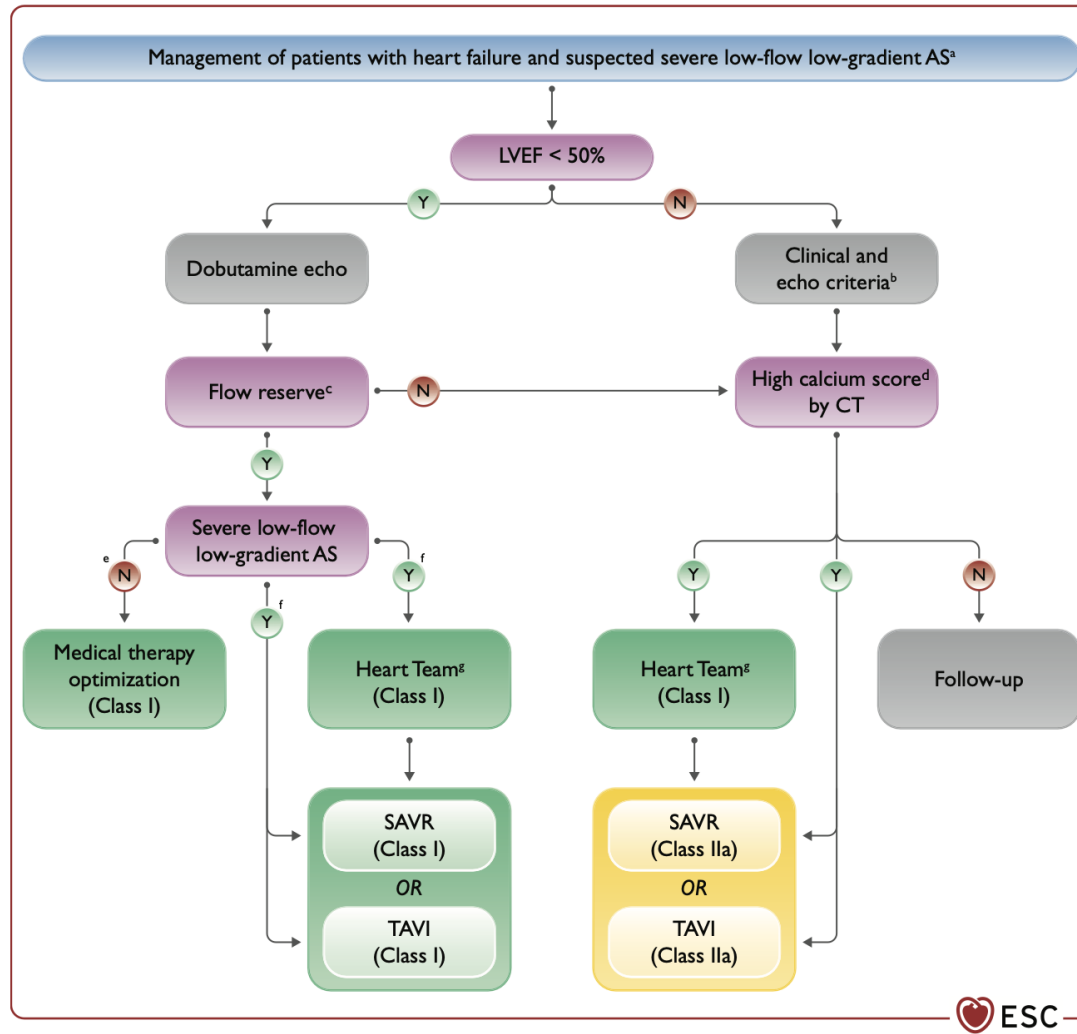 Management of patients with heart failure and suspected severe low-flow low-gradient ASᵃ
LVEF < 50%
Y
N
Dobutamine echo
Clinical and
echo criteriaᵇ
Flow reserveᶜ
N
High calcium scoreᵈ
by CT
Y
Severe low-flow
low-gradient AS
e
N
Y
f
Y
f
Y
Y
N
Medical therapy
optimization
(Class I)
Heart Teamᵍ
(Class I)
Heart Teamᵍ
(Class I)
Follow-up
SAVR
(Class I)
OR
TAVI
(Class I)
SAVR
(Class IIa)
OR
TAVI
(Class IIa)
ESC